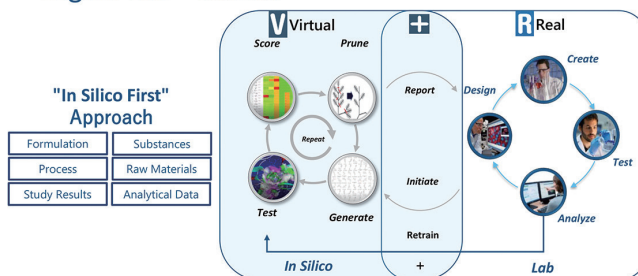 "In Silico First"
Approach
Formulation
Substances
Process
Raw Materials
Study Results
Analytical Data
V Virtual
+
R Real
Score
Prune
Repeat
Test
Generate
Report
Initiate
Retrain
Create
Design
Test
Analyze
In Silico
+
Lab